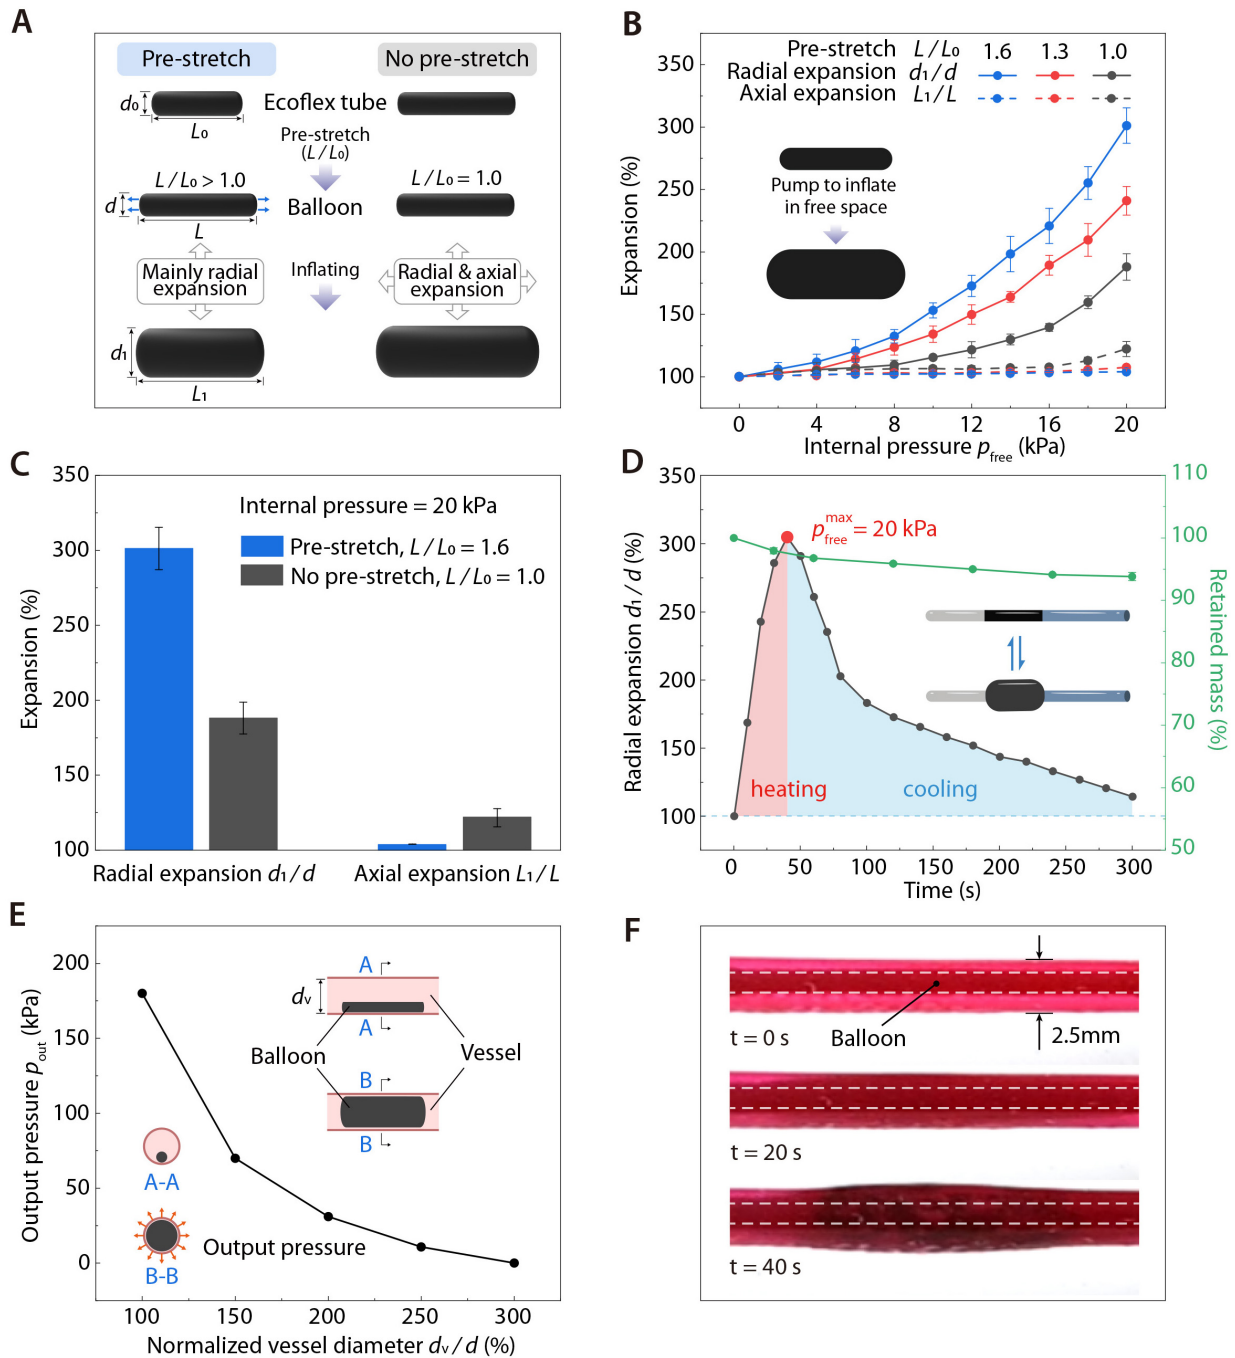 A
Pre-stretch
No pre-stretch
d₀
Ecoflex tube
L₀
Pre-stretch
(L / L₀)
L / L₀ > 1.0
L / L₀ = 1.0
d
Balloon
L
Mainly radial
expansion
Inflating
Radial & axial
expansion
d₁
L₁
B
Pre-stretch L / L₀ 1.6 1.3 1.0
Radial expansion d₁ / d
Axial expansion L₁ / L
Expansion (%)
350
300
250
200
150
100
Pump to inflate
in free space
0 4 8 12 16 20
Internal pressure p_free (kPa)
C
Expansion (%)
350
300
250
200
150
100
Internal pressure = 20 kPa
Pre-stretch, L / L₀ = 1.6
No pre-stretch, L / L₀ = 1.0
Radial expansion d₁ / d
Axial expansion L₁ / L
D
Radial expansion d₁ / d (%)
350
300
250
200
150
100
p_free^max = 20 kPa
heating
cooling
110
100
90
80
70
60
50
Retained mass (%)
0 50 100 150 200 250 300
Time (s)
E
Output pressure p_out (kPa)
200
150
100
50
0
A
dᵥ
A
Balloon
Vessel
B
B
A-A
B-B
Output pressure
100 150 200 250 300
Normalized vessel diameter dᵥ / d (%)
F
t = 0 s
Balloon
2.5mm
t = 20 s
t = 40 s